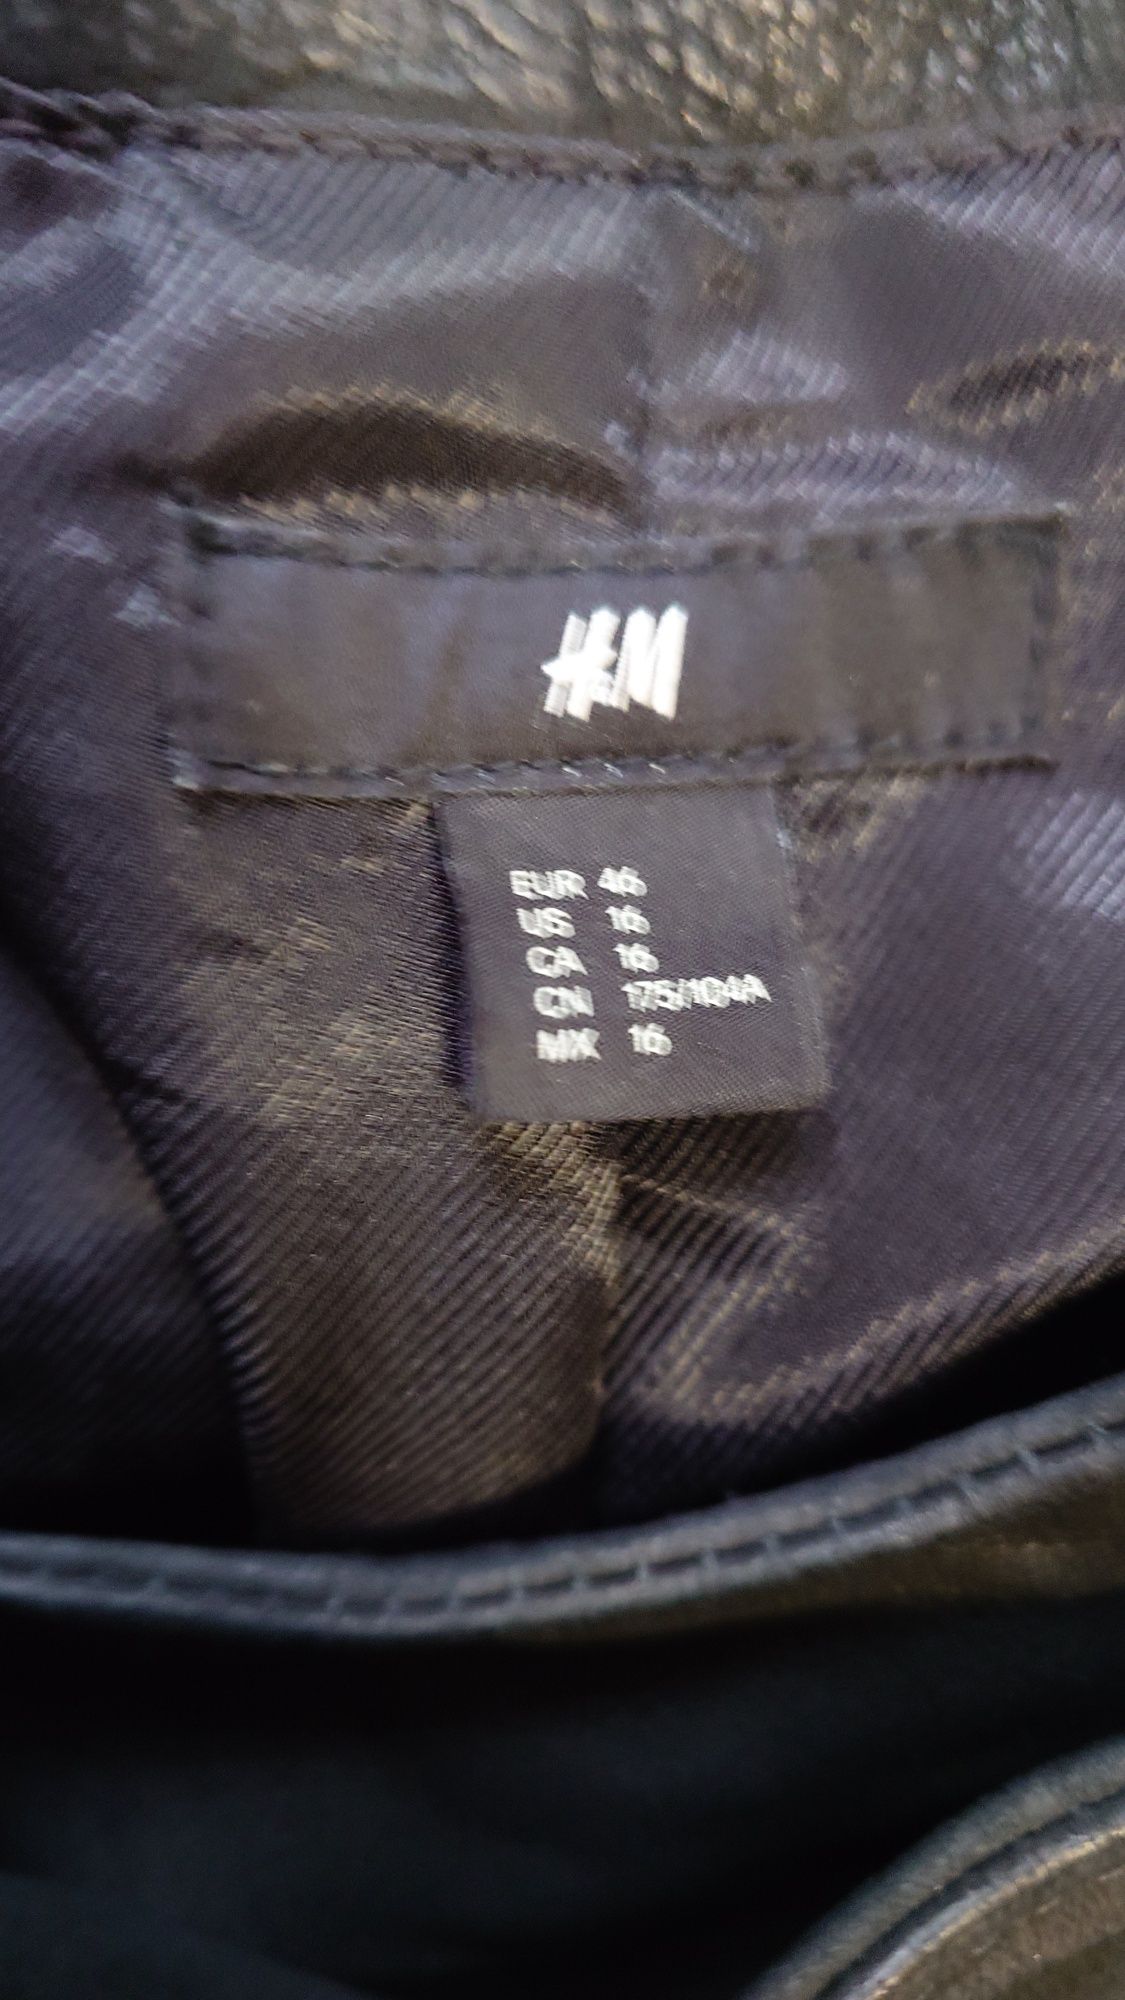 H&M
EUR 46
US 16
CA 16
CN 175/104A
MX 16